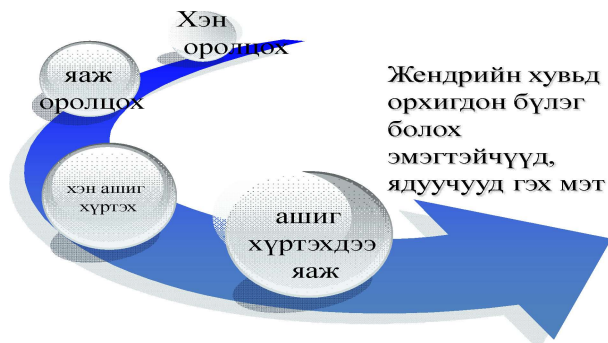 Хэн
оролцох
яаж
оролцох
хэн ашиг
хүртэх
ашиг
хүртэхдээ
яаж
Жендрийн хувьд
орхигдон бүлэг
болох
эмэгтэйчүүд,
ядуучууд гэх мэт